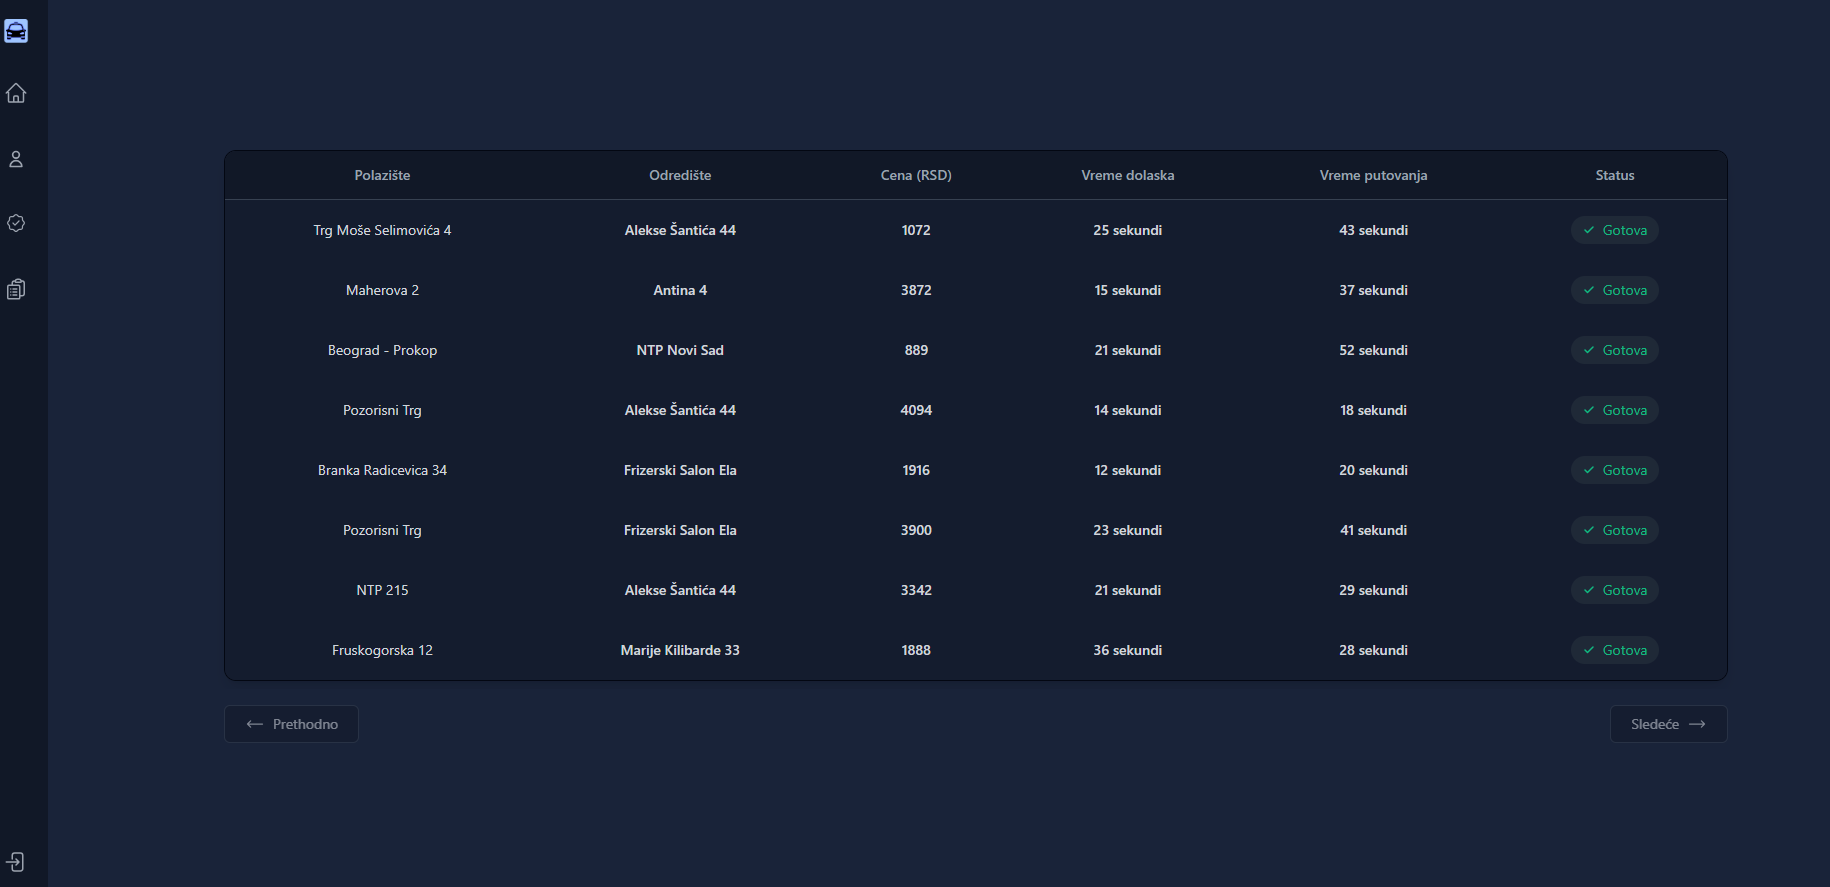 Polazište Odredište Cena (RSD) Vreme dolaska Vreme putovanja Status
Trg Moše Selimovića 4 Alekse Šantića 44 1072 25 sekundi 43 sekundi Gotova
Maherova 2 Antina 4 3872 15 sekundi 37 sekundi Gotova
Beograd - Prokop NTP Novi Sad 889 21 sekundi 52 sekundi Gotova
Pozorisni Trg Alekse Šantića 44 4094 14 sekundi 18 sekundi Gotova
Branka Radicevica 34 Frizerski Salon Ela 1916 12 sekundi 20 sekundi Gotova
Pozorisni Trg Frizerski Salon Ela 3900 23 sekundi 41 sekundi Gotova
NTP 215 Alekse Šantića 44 3342 21 sekundi 29 sekundi Gotova
Fruskogorska 12 Marije Kilibarde 33 1888 36 sekundi 28 sekundi Gotova
Prethodno Sledeće